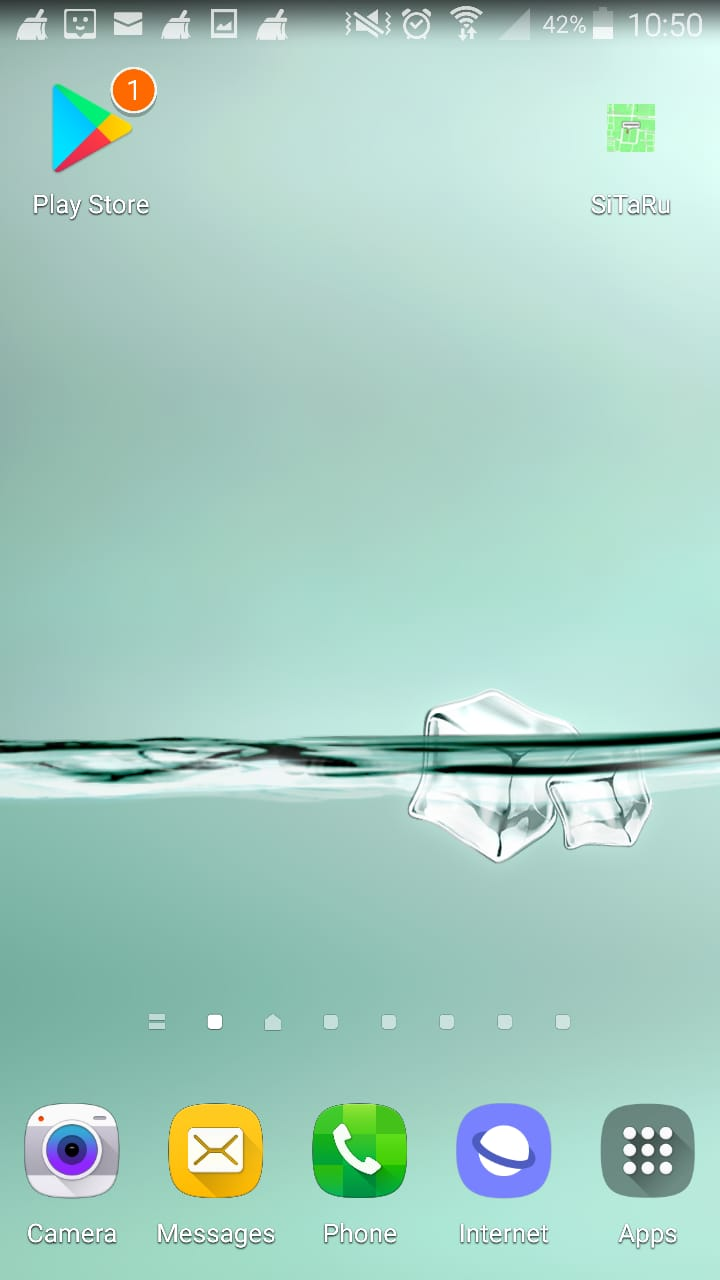 42% 10:50
1
Play Store
SiTaRu
Camera
Messages
Phone
Internet
Apps